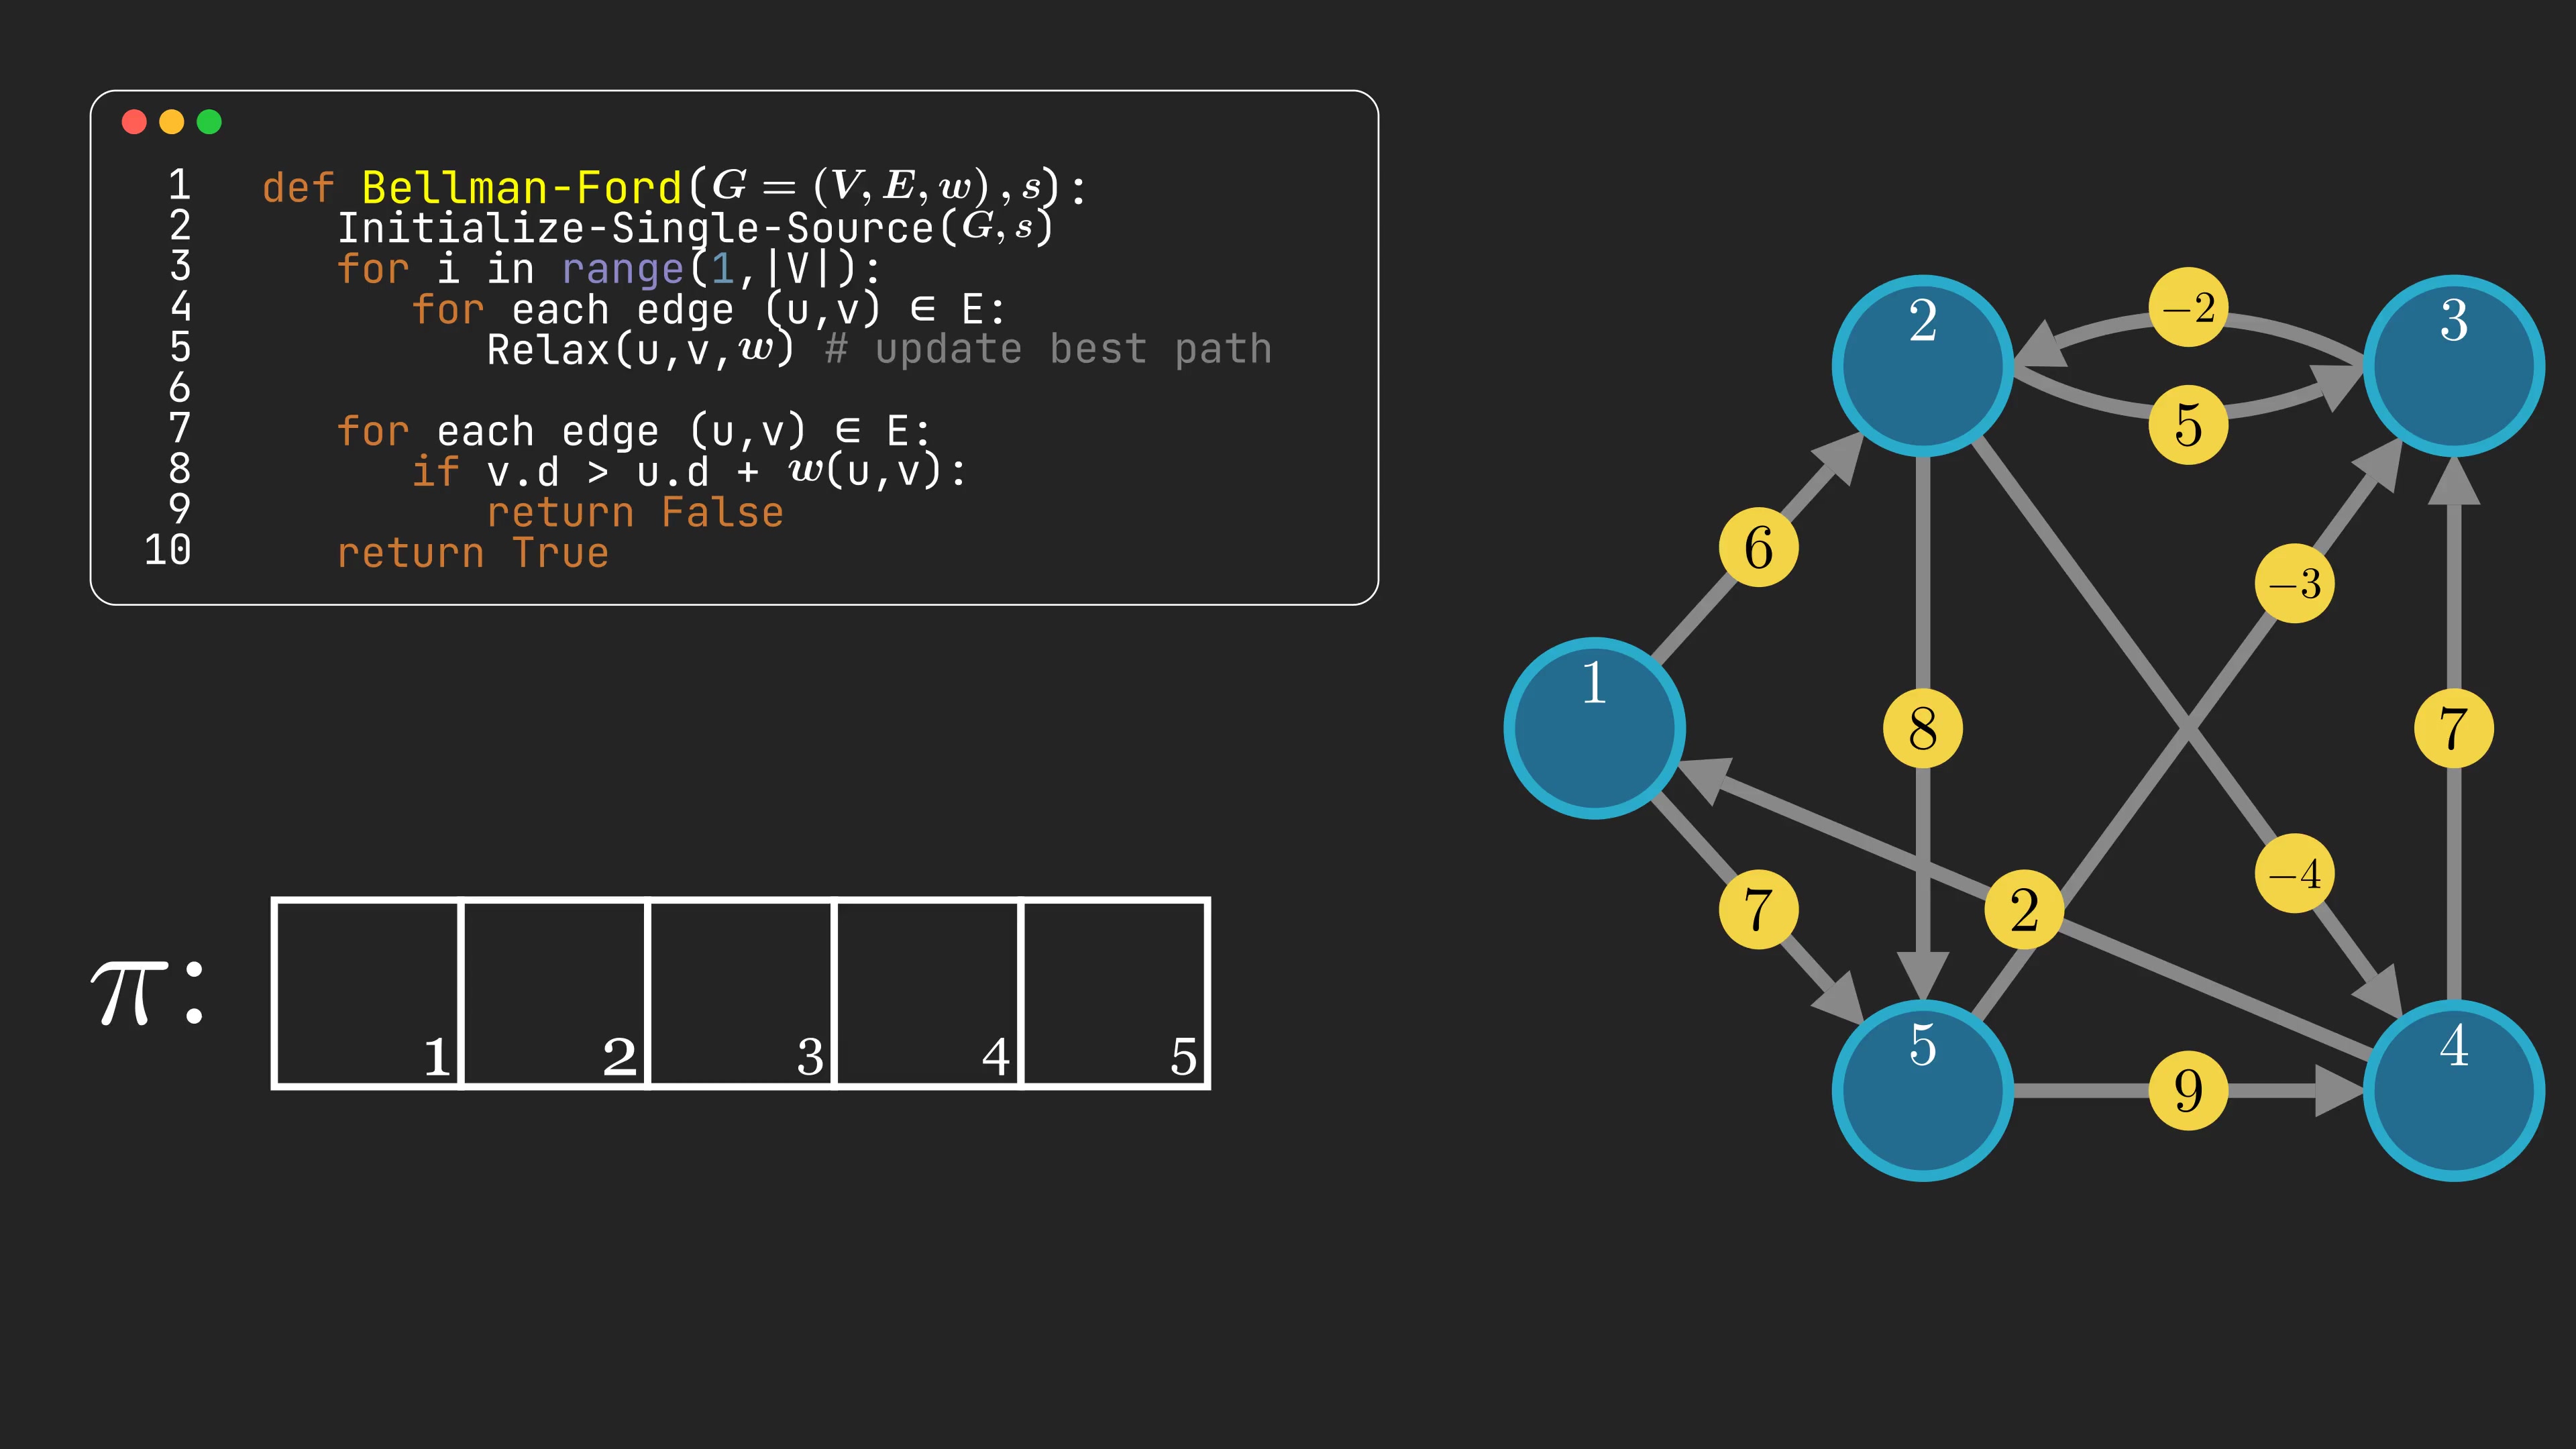 1 def Bellman-Ford(G = (V, E, w), s):
2 Initialize-Single-Source(G, s)
3 for i in range(1,|V|):
4 for each edge (u,v) ∈ E:
5 Relax(u,v,w) # update best path
6
7 for each edge (u,v) ∈ E:
8 if v.d > u.d + w(u,v):
9 return False
10 return True
π:
1 2 3 4 5
−2
2 3
5
6
−3
1
8 7
−4
7 2
5 4
9